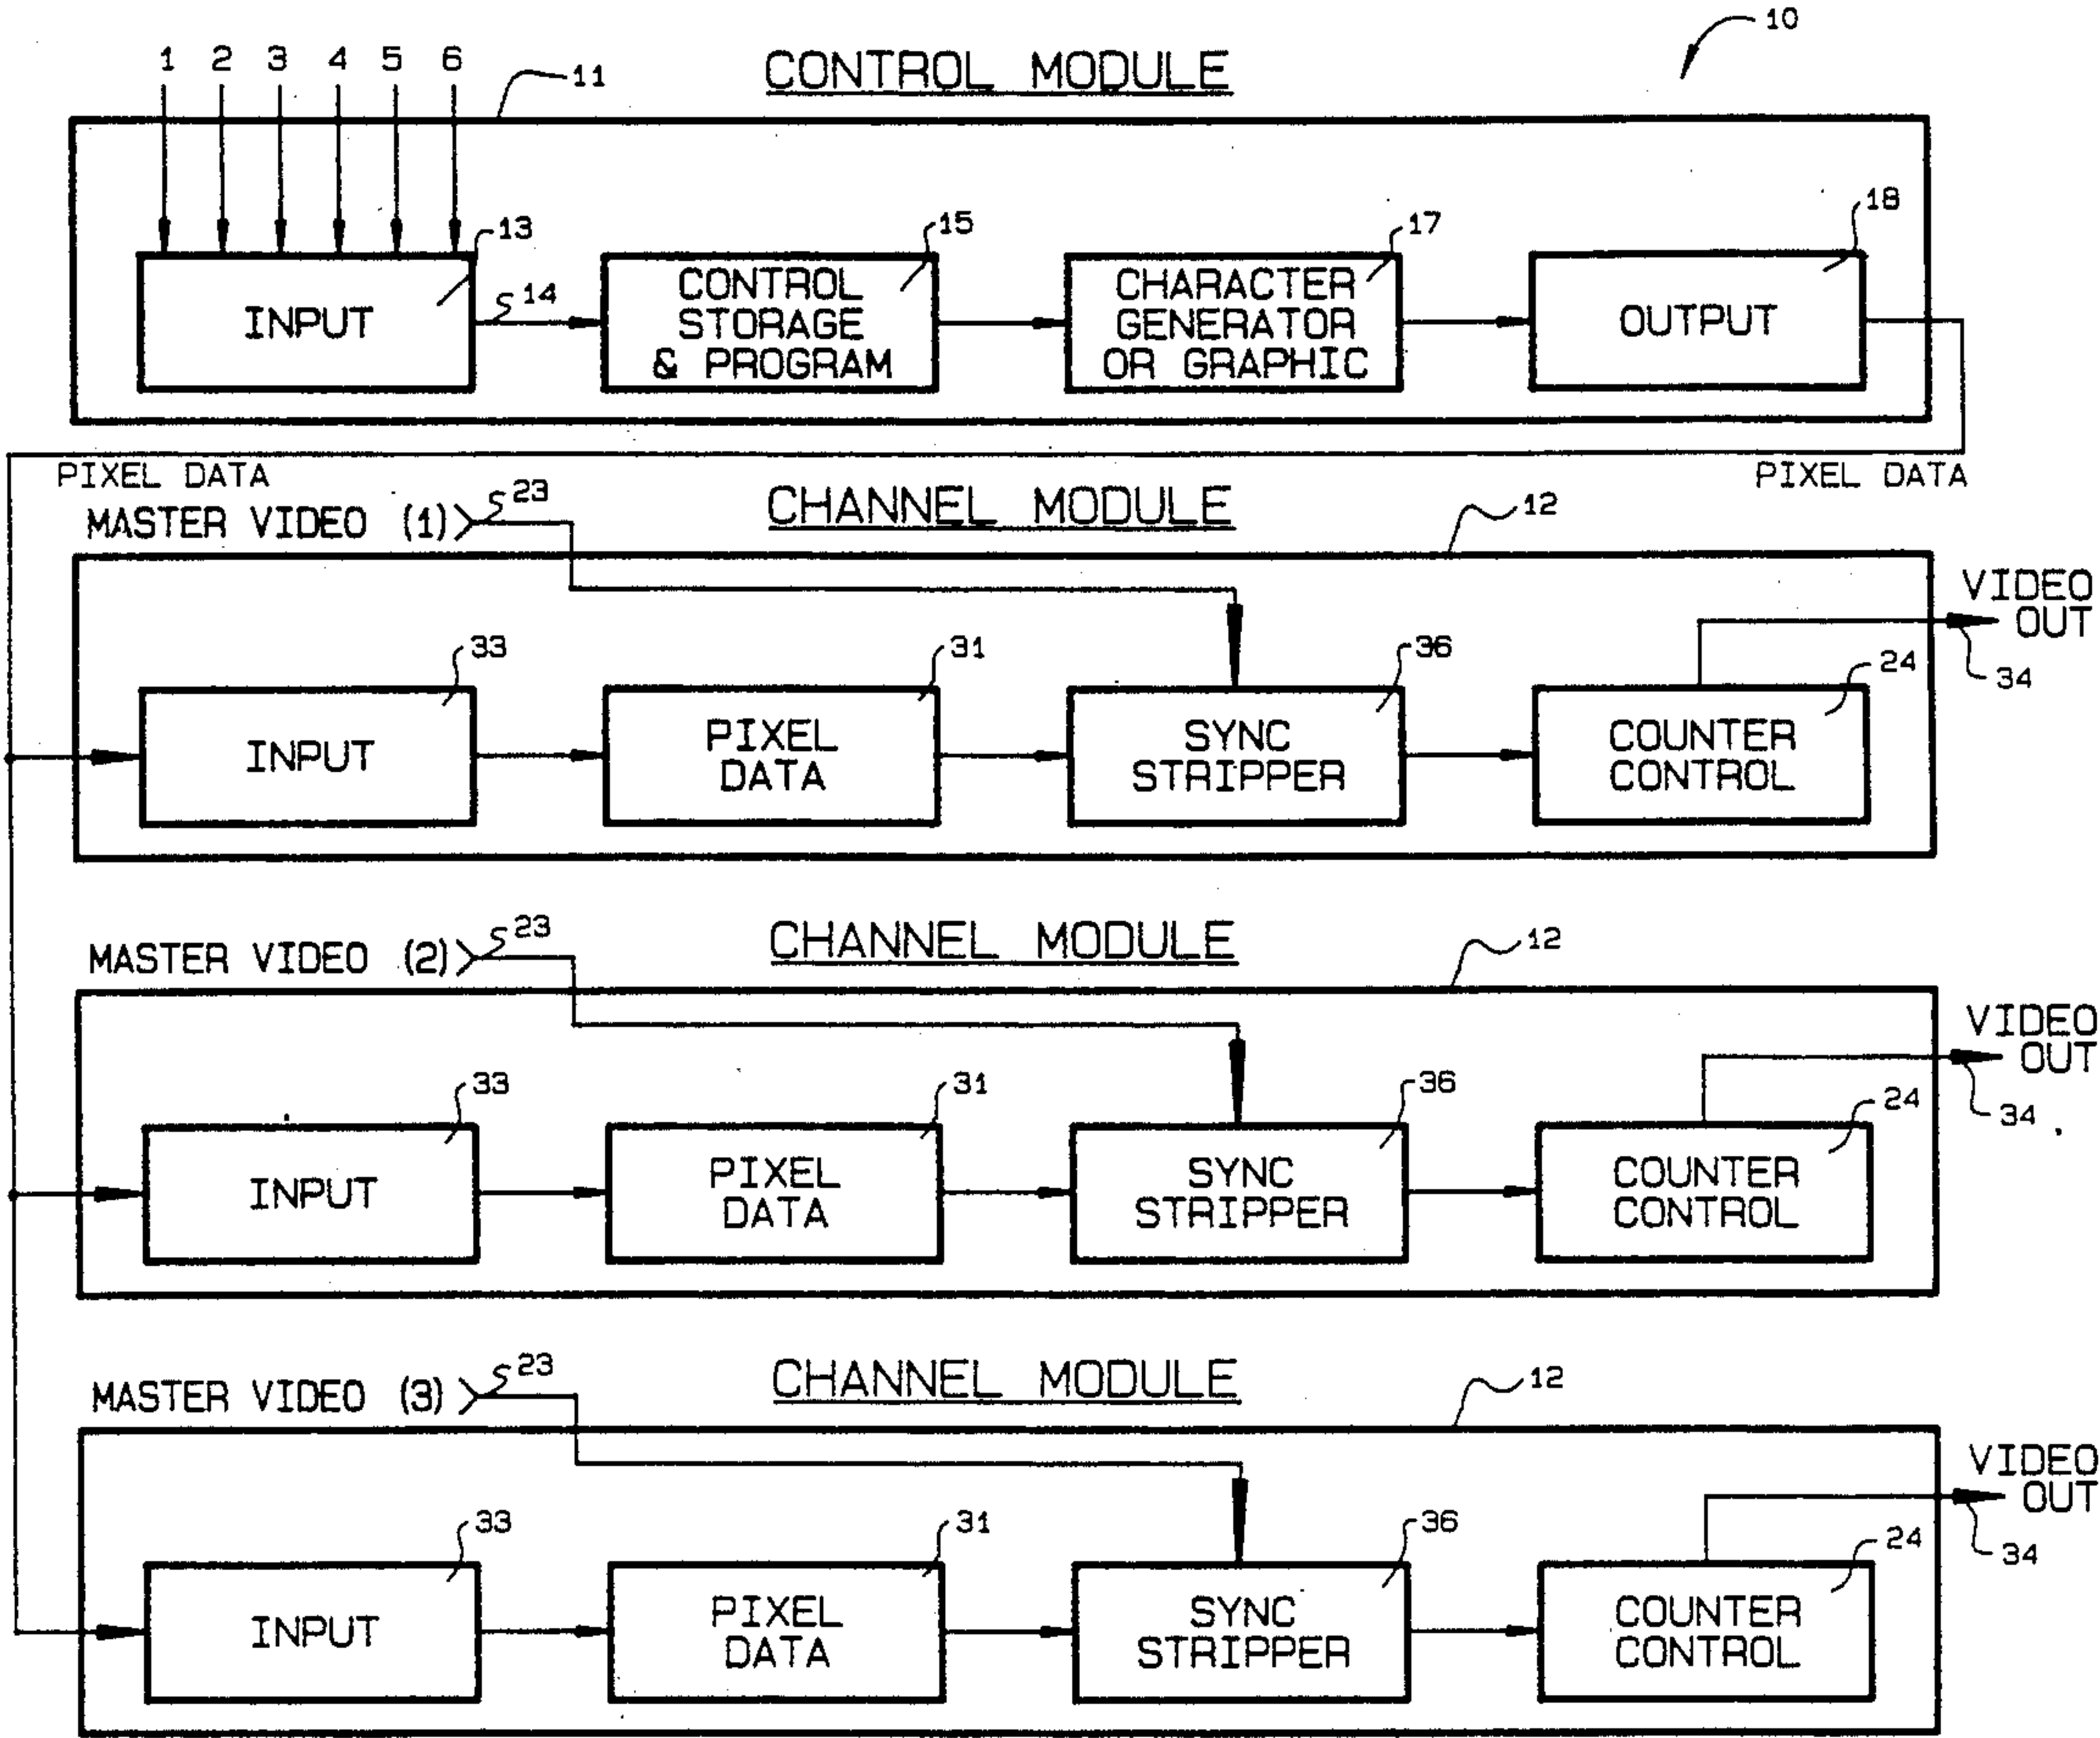 10
1 2 3 4 5 6
11
CONTROL MODULE
13
14
15
17
18
INPUT
CONTROL
STORAGE
& PROGRAM
CHARACTER
GENERATOR
OR GRAPHIC
OUTPUT
PIXEL DATA
PIXEL DATA
MASTER VIDEO (1)
23
CHANNEL MODULE
12
VIDEO
OUT
34
33
31
36
24
INPUT
PIXEL
DATA
SYNC
STRIPPER
COUNTER
CONTROL
MASTER VIDEO (2)
23
CHANNEL MODULE
12
VIDEO
OUT
34
33
31
36
24
INPUT
PIXEL
DATA
SYNC
STRIPPER
COUNTER
CONTROL
MASTER VIDEO (3)
23
CHANNEL MODULE
12
VIDEO
OUT
34
33
31
36
24
INPUT
PIXEL
DATA
SYNC
STRIPPER
COUNTER
CONTROL